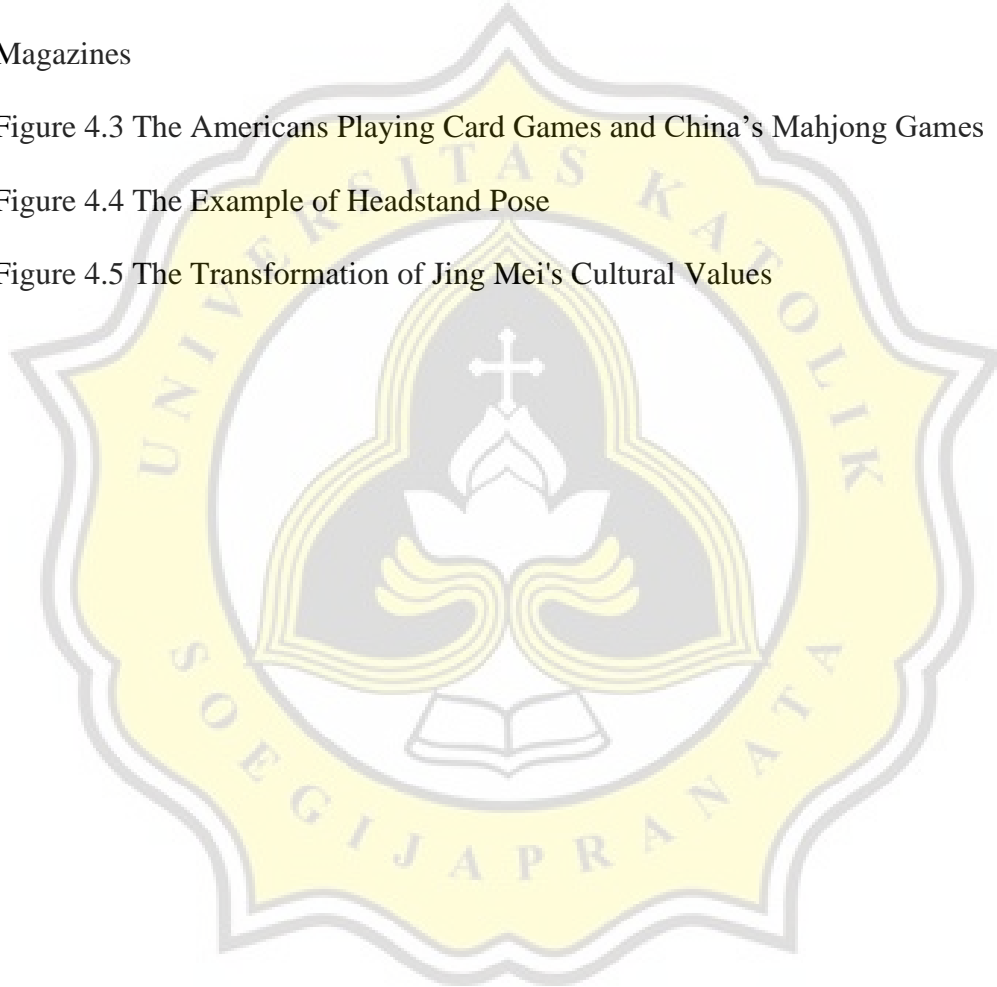 Magazines
Figure 4.3 The Americans Playing Card Games and China’s Mahjong Games
Figure 4.4 The Example of Headstand Pose
Figure 4.5 The Transformation of Jing Mei's Cultural Values
UNIVERSITAS KATOLIK
SOEGIJAPRANATA